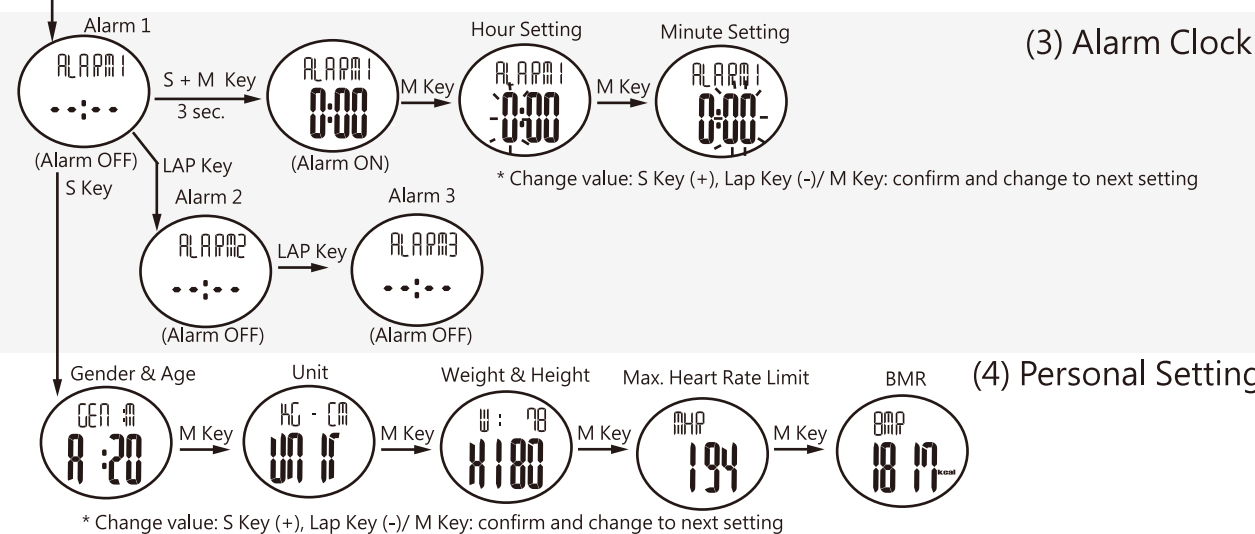 (3) Alarm Clock
Alarm 1
ALARM1
--:--
(Alarm OFF)
S + M Key
3 sec.
ALARM1
0:00
(Alarm ON)
M Key
Hour Setting
ALARM1
0:00
M Key
Minute Setting
ALARM1
0:00
* Change value: S Key (+), Lap Key (-)/ M Key: confirm and change to next setting
LAP Key
S Key
Alarm 2
ALARM2
--:--
(Alarm OFF)
LAP Key
Alarm 3
ALARM3
--:--
(Alarm OFF)
(4) Personal Setting
Gender & Age
GEN :M
A :20
M Key
Unit
KG - CM
UNIT
M Key
Weight & Height
W: 78
H180
M Key
Max. Heart Rate Limit
MHR
194
M Key
BMR
BMR
1817 kcal
* Change value: S Key (+), Lap Key (-)/ M Key: confirm and change to next setting